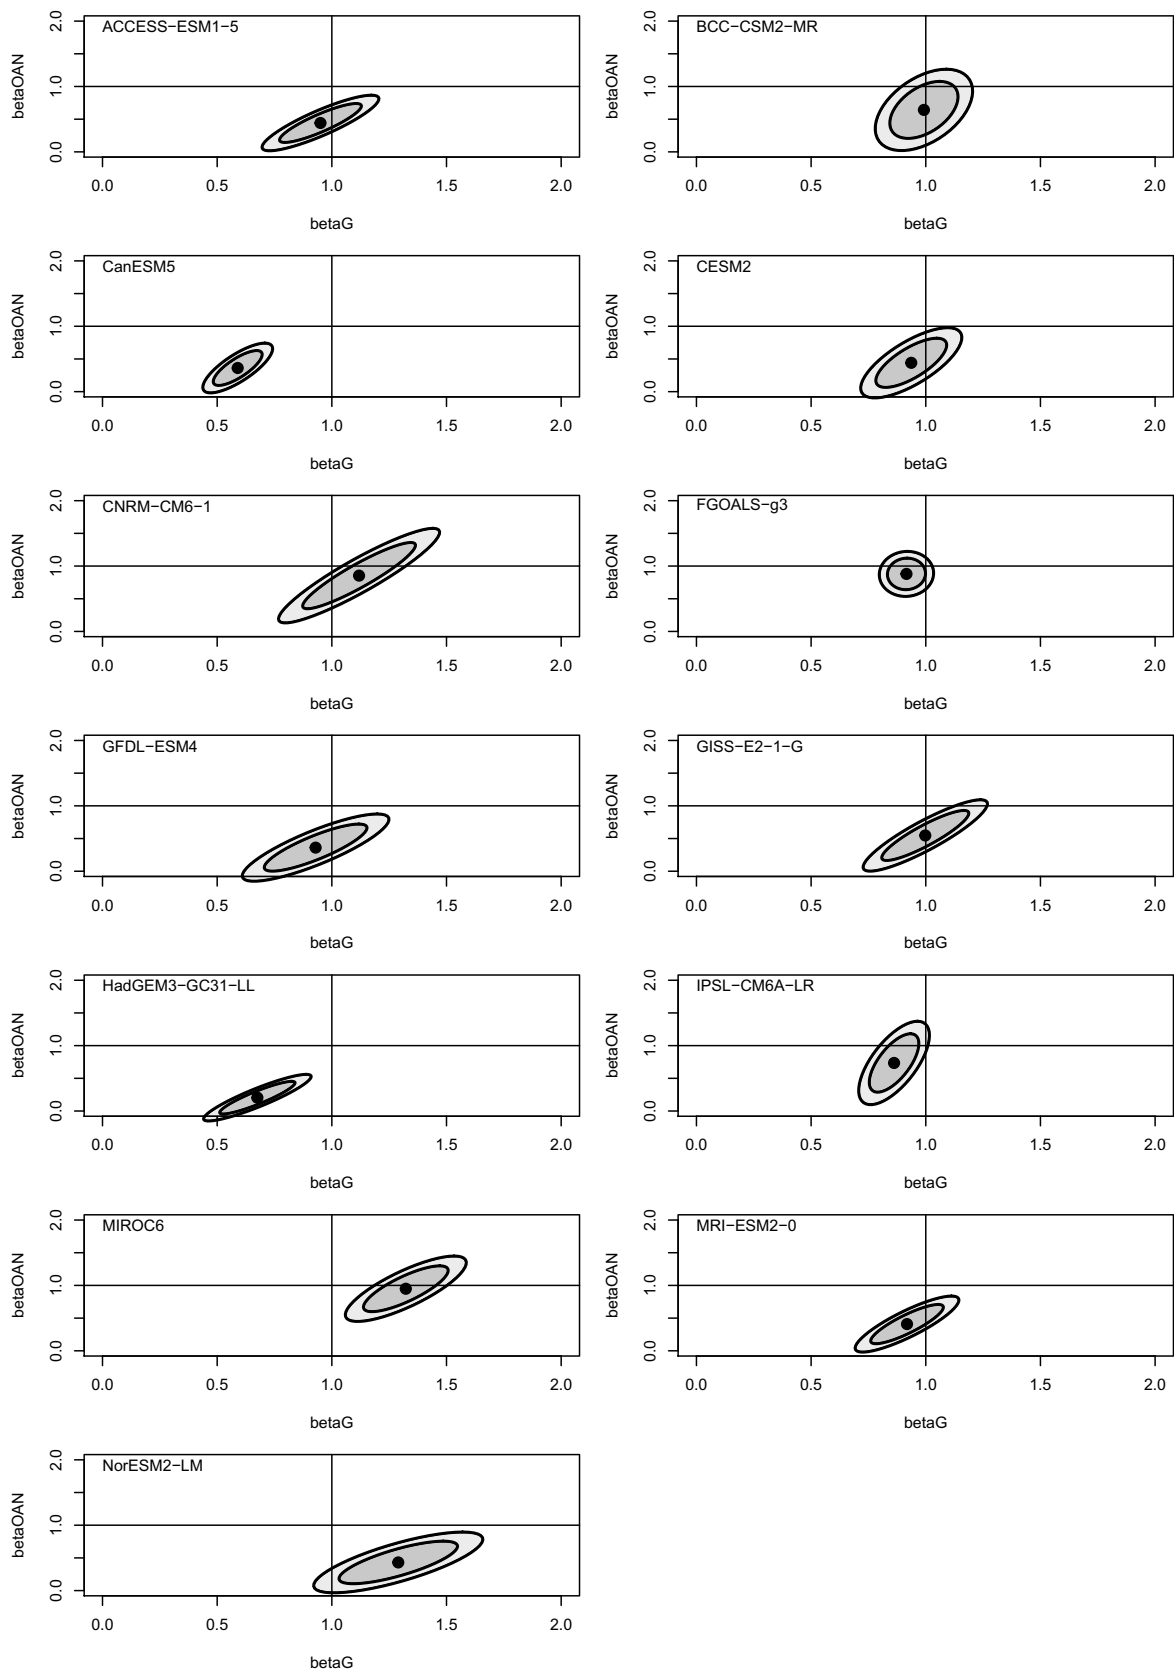 ACCESS−ESM1−5
betaOAN
0.0 1.0 2.0
0.0 0.5 1.0 1.5 2.0
betaG
BCC−CSM2−MR
betaOAN
0.0 1.0 2.0
0.0 0.5 1.0 1.5 2.0
betaG
CanESM5
betaOAN
0.0 1.0 2.0
0.0 0.5 1.0 1.5 2.0
betaG
CESM2
betaOAN
0.0 1.0 2.0
0.0 0.5 1.0 1.5 2.0
betaG
CNRM−CM6−1
betaOAN
0.0 1.0 2.0
0.0 0.5 1.0 1.5 2.0
betaG
FGOALS−g3
betaOAN
0.0 1.0 2.0
0.0 0.5 1.0 1.5 2.0
betaG
GFDL−ESM4
betaOAN
0.0 1.0 2.0
0.0 0.5 1.0 1.5 2.0
betaG
GISS−E2−1−G
betaOAN
0.0 1.0 2.0
0.0 0.5 1.0 1.5 2.0
betaG
HadGEM3−GC31−LL
betaOAN
0.0 1.0 2.0
0.0 0.5 1.0 1.5 2.0
betaG
IPSL−CM6A−LR
betaOAN
0.0 1.0 2.0
0.0 0.5 1.0 1.5 2.0
betaG
MIROC6
betaOAN
0.0 1.0 2.0
0.0 0.5 1.0 1.5 2.0
betaG
MRI−ESM2−0
betaOAN
0.0 1.0 2.0
0.0 0.5 1.0 1.5 2.0
betaG
NorESM2−LM
betaOAN
0.0 1.0 2.0
0.0 0.5 1.0 1.5 2.0
betaG